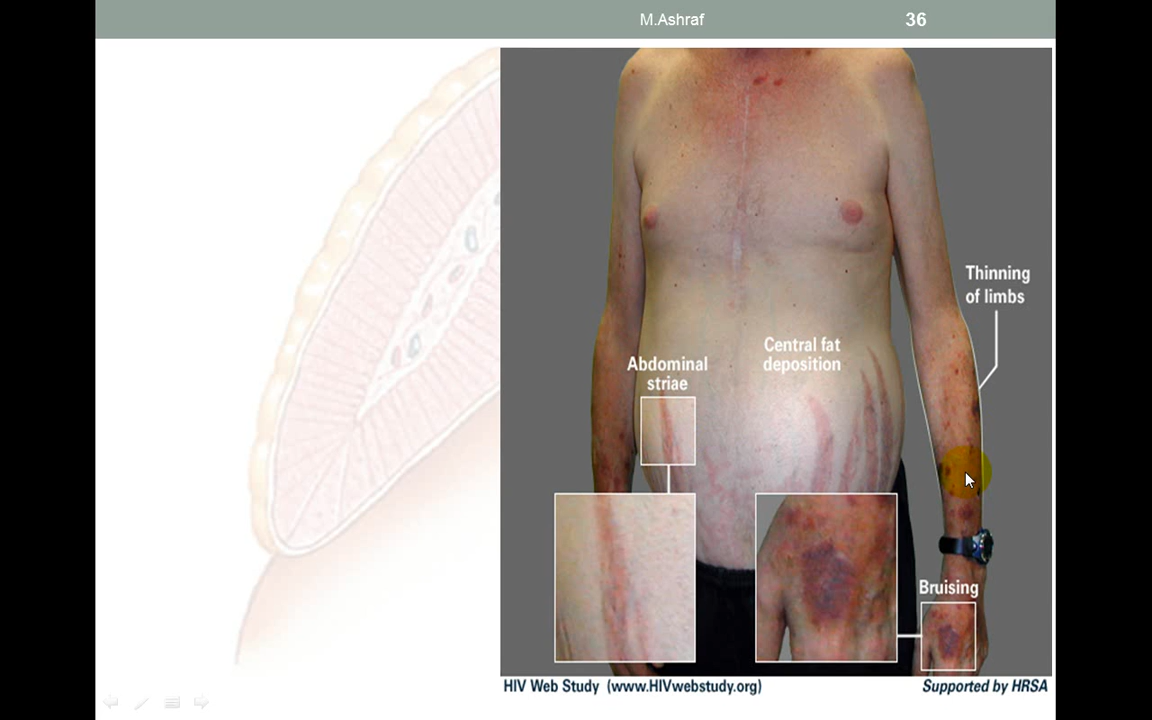 M.Ashraf
36
Thinning
of limbs
Central fat
deposition
Abdominal
striae
Bruising
HIV Web Study (www.HIVwebstudy.org)
Supported by HRSA